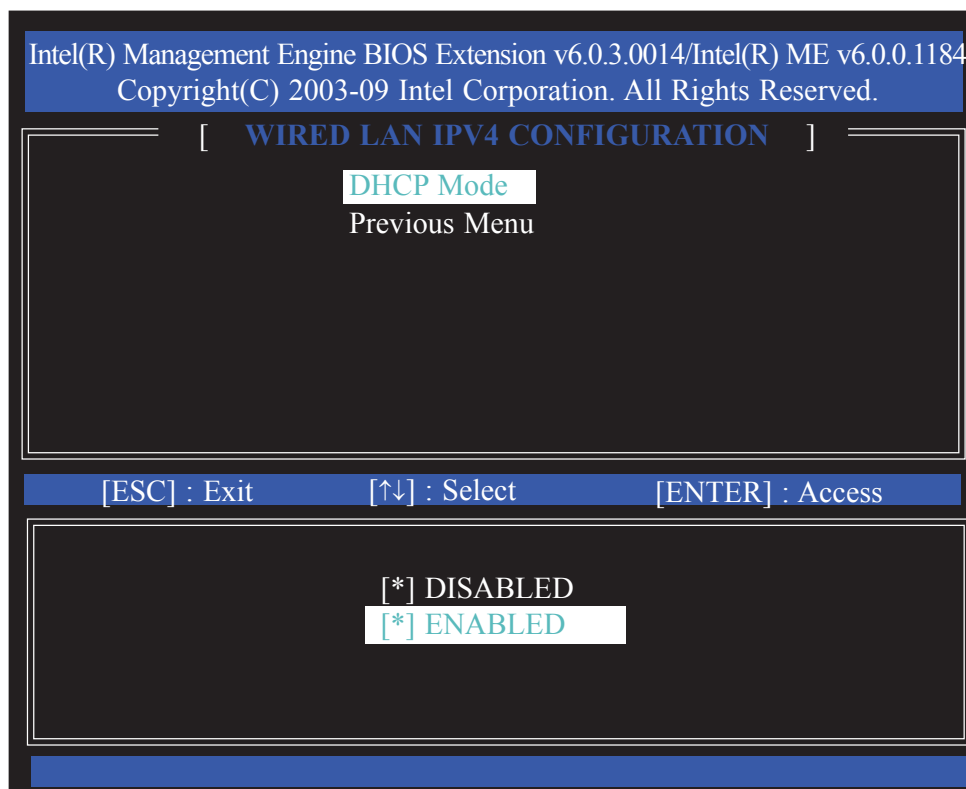 Intel(R) Management Engine BIOS Extension v6.0.3.0014/Intel(R) ME v6.0.0.1184
Copyright(C) 2003-09 Intel Corporation. All Rights Reserved.
[ WIRED LAN IPV4 CONFIGURATION ]
DHCP Mode
Previous Menu
[ESC] : Exit [↑↓] : Select [ENTER] : Access
[*] DISABLED
[*] ENABLED